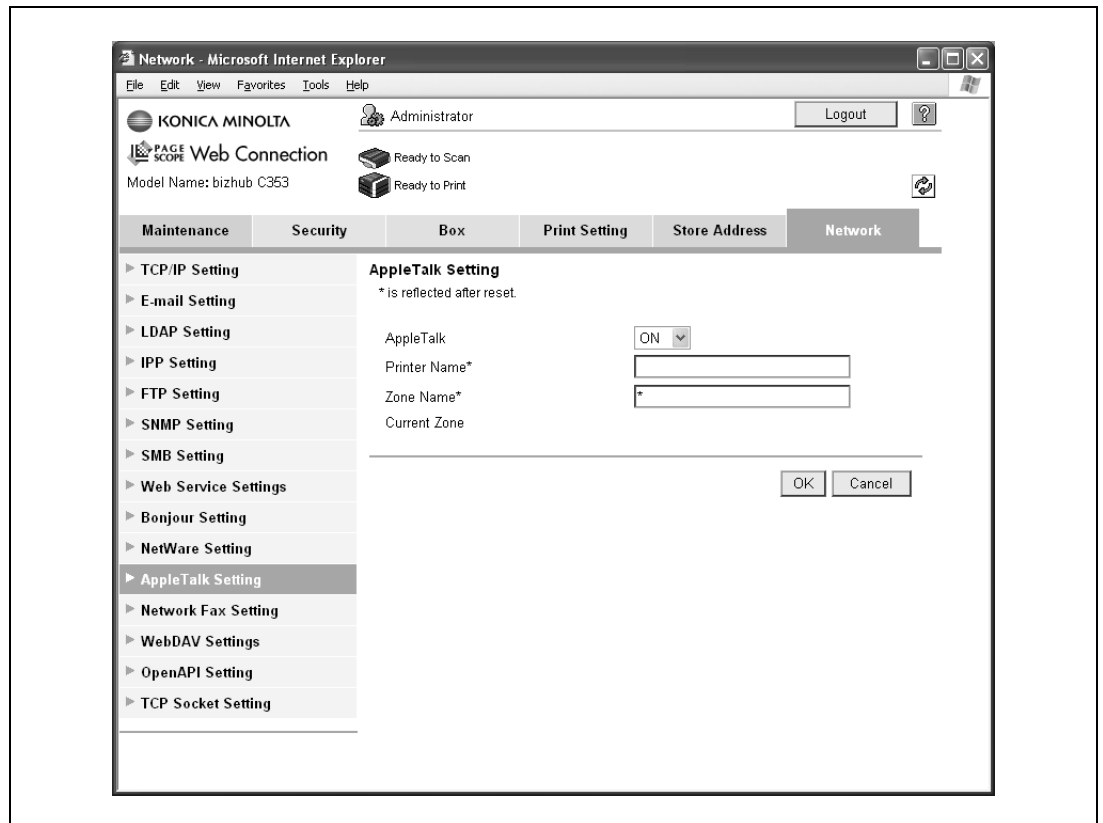 Network - Microsoft Internet Explorer
File Edit View Favorites Tools Help
KONICA MINOLTA
Administrator
Logout
?
PAGE SCOPE Web Connection
Ready to Scan
Model Name: bizhub C353
Ready to Print
Maintenance Security Box Print Setting Store Address Network
TCP/IP Setting
E-mail Setting
LDAP Setting
IPP Setting
FTP Setting
SNMP Setting
SMB Setting
Web Service Settings
Bonjour Setting
NetWare Setting
AppleTalk Setting
Network Fax Setting
WebDAV Settings
OpenAPI Setting
TCP Socket Setting
AppleTalk Setting
* is reflected after reset.
AppleTalk ON
Printer Name*
Zone Name* *
Current Zone
OK Cancel